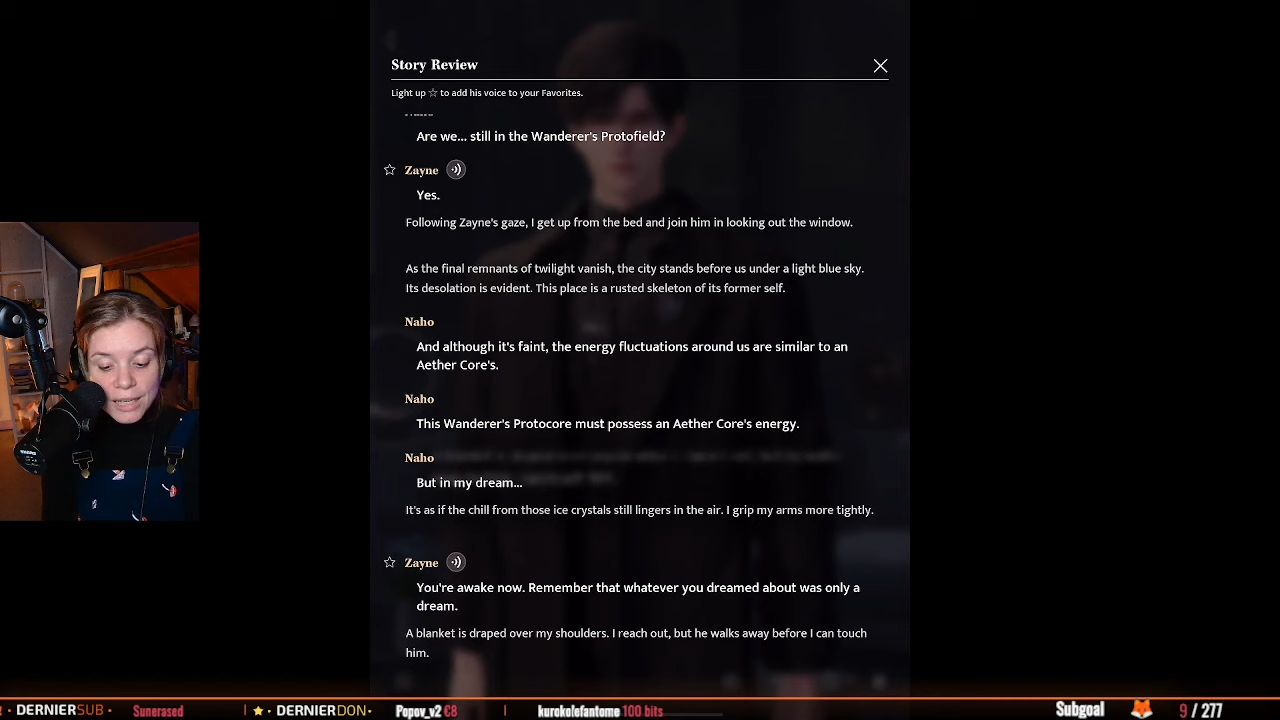 Story Review
Light up ☆ to add his voice to your Favorites.
Are we... still in the Wanderer's Protofield?
Zayne
Yes.
Following Zayne's gaze, I get up from the bed and join him in looking out the window.
As the final remnants of twilight vanish, the city stands before us under a light blue sky.
Its desolation is evident. This place is a rusted skeleton of its former self.
Naho
And although it's faint, the energy fluctuations around us are similar to an
Aether Core's.
Naho
This Wanderer's Protocore must possess an Aether Core's energy.
Naho
But in my dream...
It's as if the chill from those ice crystals still lingers in the air. I grip my arms more tightly.
Zayne
You're awake now. Remember that whatever you dreamed about was only a
dream.
A blanket is draped over my shoulders. I reach out, but he walks away before I can touch
him.
• DERNIERSUB • Sunerased | ★ • DERNIERDON • Popov_v2 €8 | kurokolefantome 100 bits Subgoal 9 / 277